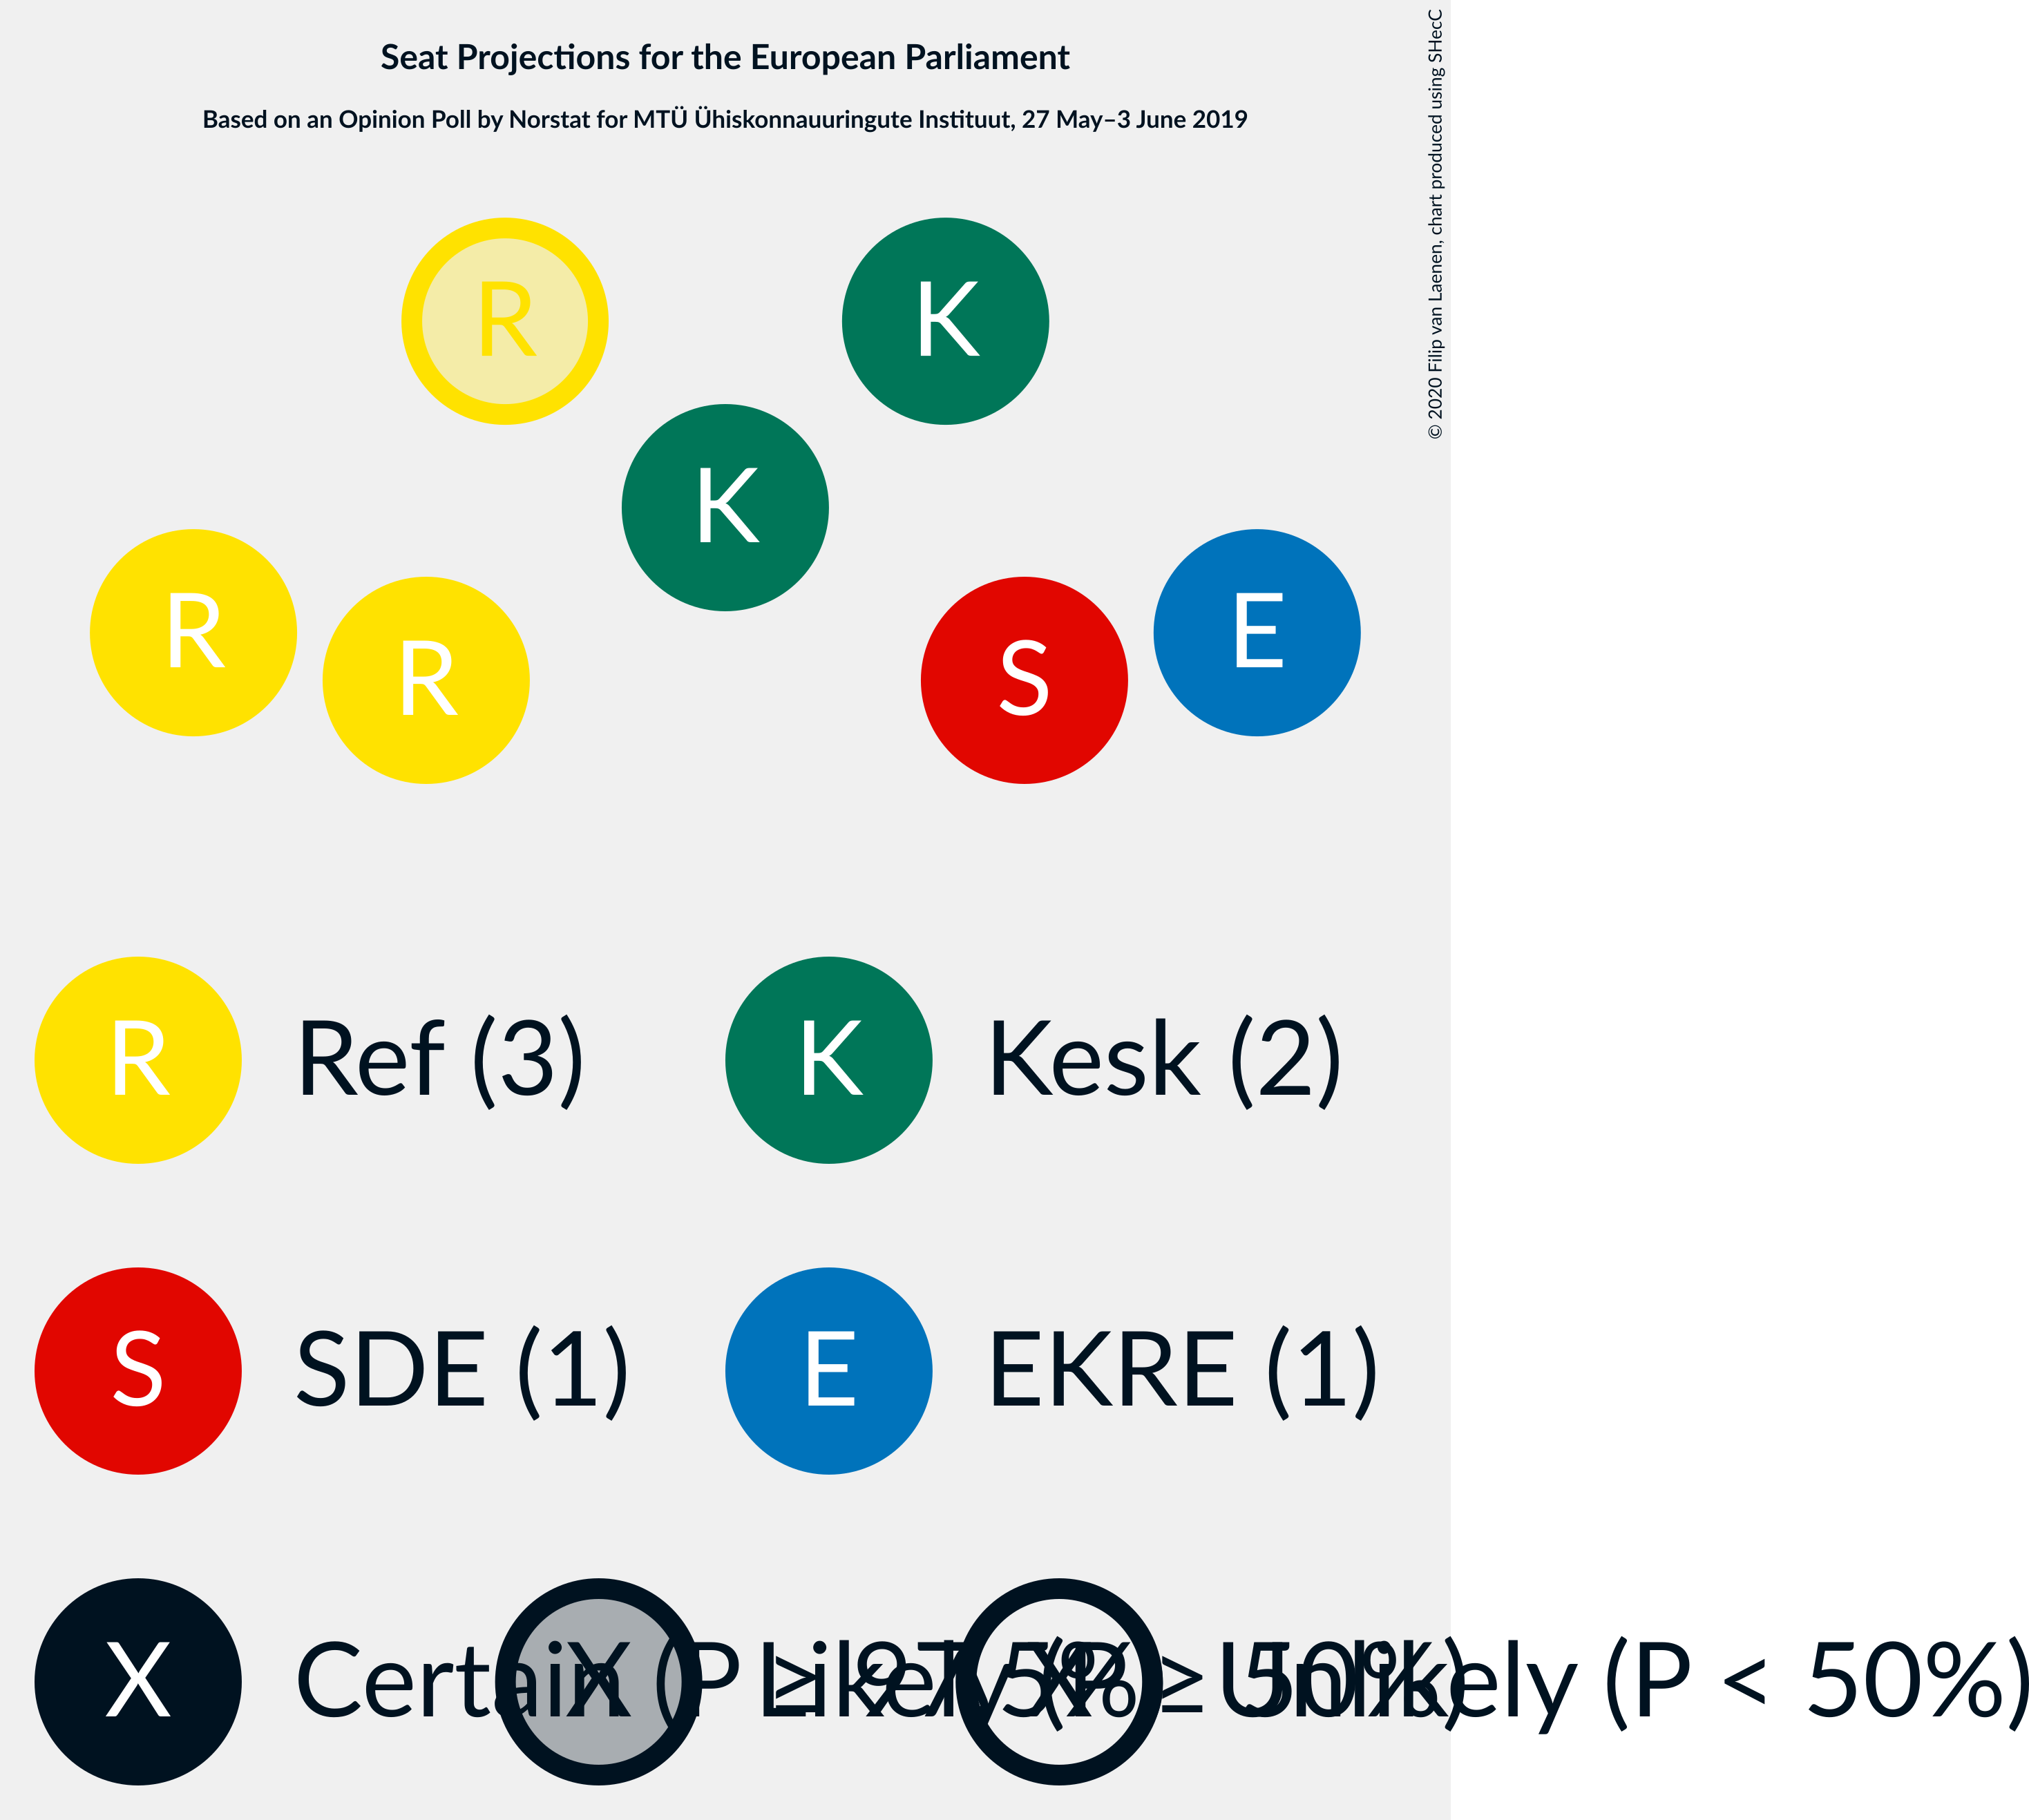 Seat Projections for the European Parliament
Based on an Opinion Poll by Norstat for MTÜ Ühiskonnauuringute Instituut, 27 May–3 June 2019
© 2020 Filip van Laenen, chart produced using SHecC
R
K
K
R
R
S
E
R Ref (3) K Kesk (2)
S SDE (1) E EKRE (1)
X Certain (P ≥ X Likely (P ≥ 50%) X Unlikely (P < 50%)